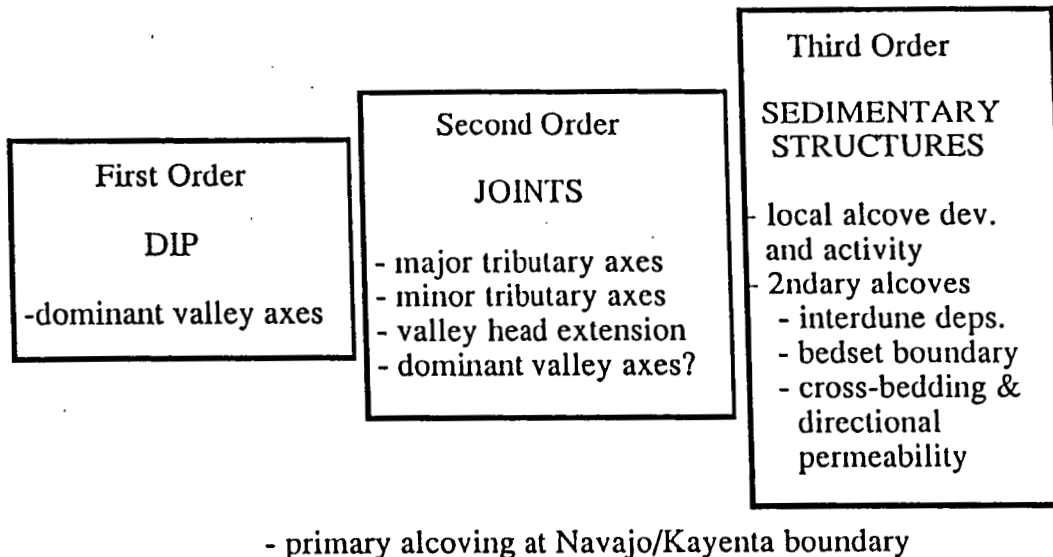 First Order
DIP
-dominant valley axes
Second Order
JOINTS
- major tributary axes
- minor tributary axes
- valley head extension
- dominant valley axes?
Third Order
SEDIMENTARY
STRUCTURES
- local alcove dev.
and activity
- 2ndary alcoves
- interdune deps.
- bedset boundary
- cross-bedding &
directional
permeability
- primary alcoving at Navajo/Kayenta boundary